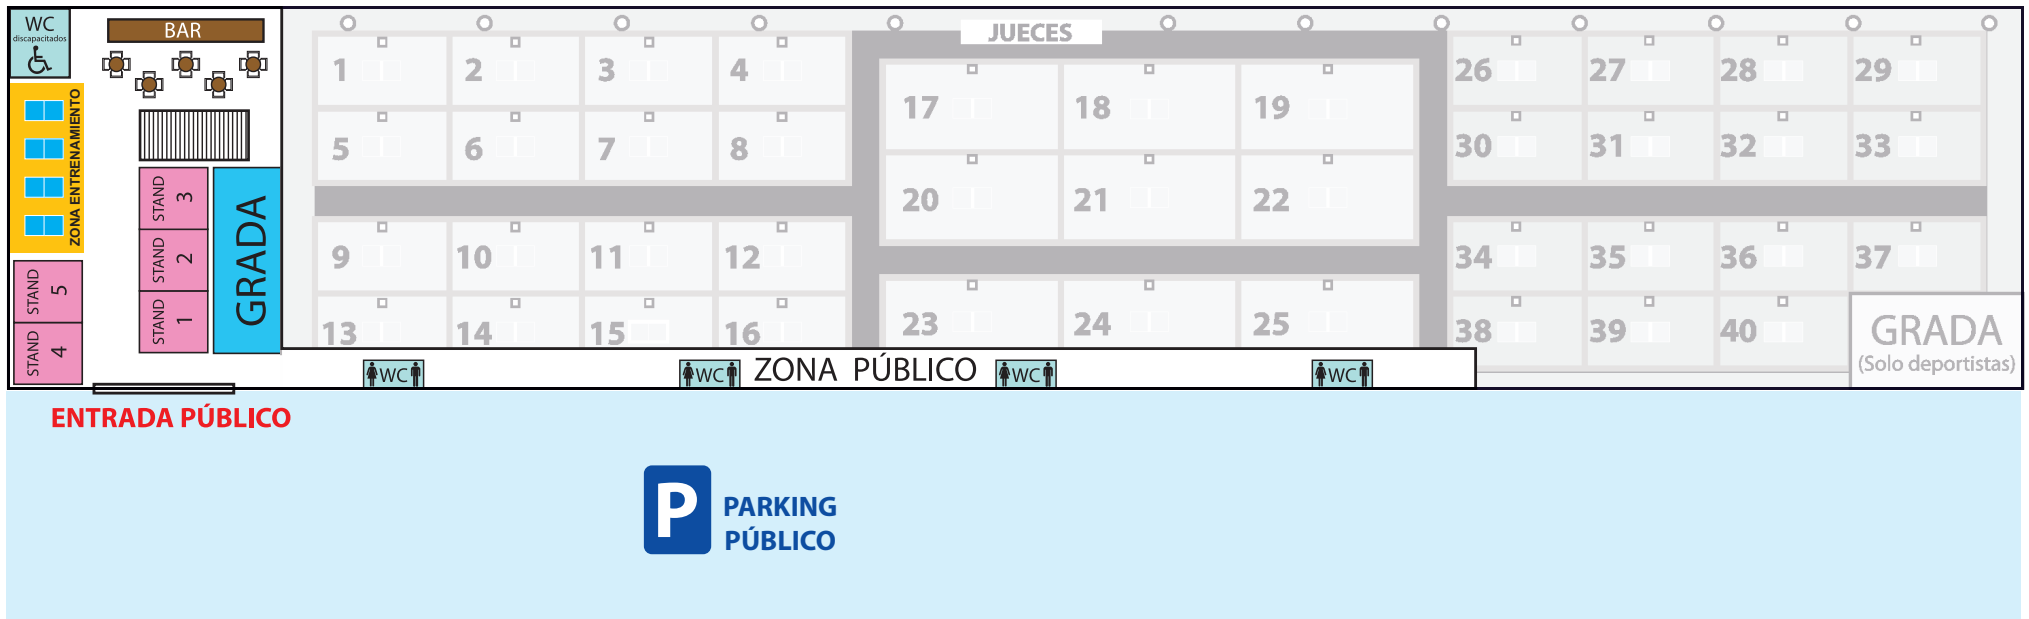 WC
discapacitados
BAR
JUECES
ZONA ENTRENAMIENTO
STAND 3
STAND 2
STAND 1
STAND 5
STAND 4
GRADA
1 2 3 4
5 6 7 8
9 10 11 12
13 14 15 16
17 18 19
20 21 22
23 24 25
26 27 28 29
30 31 32 33
34 35 36 37
38 39 40
GRADA
(Solo deportistas)
WC
WC
ZONA PÚBLICO
WC
WC
ENTRADA PÚBLICO
P
PARKING
PÚBLICO